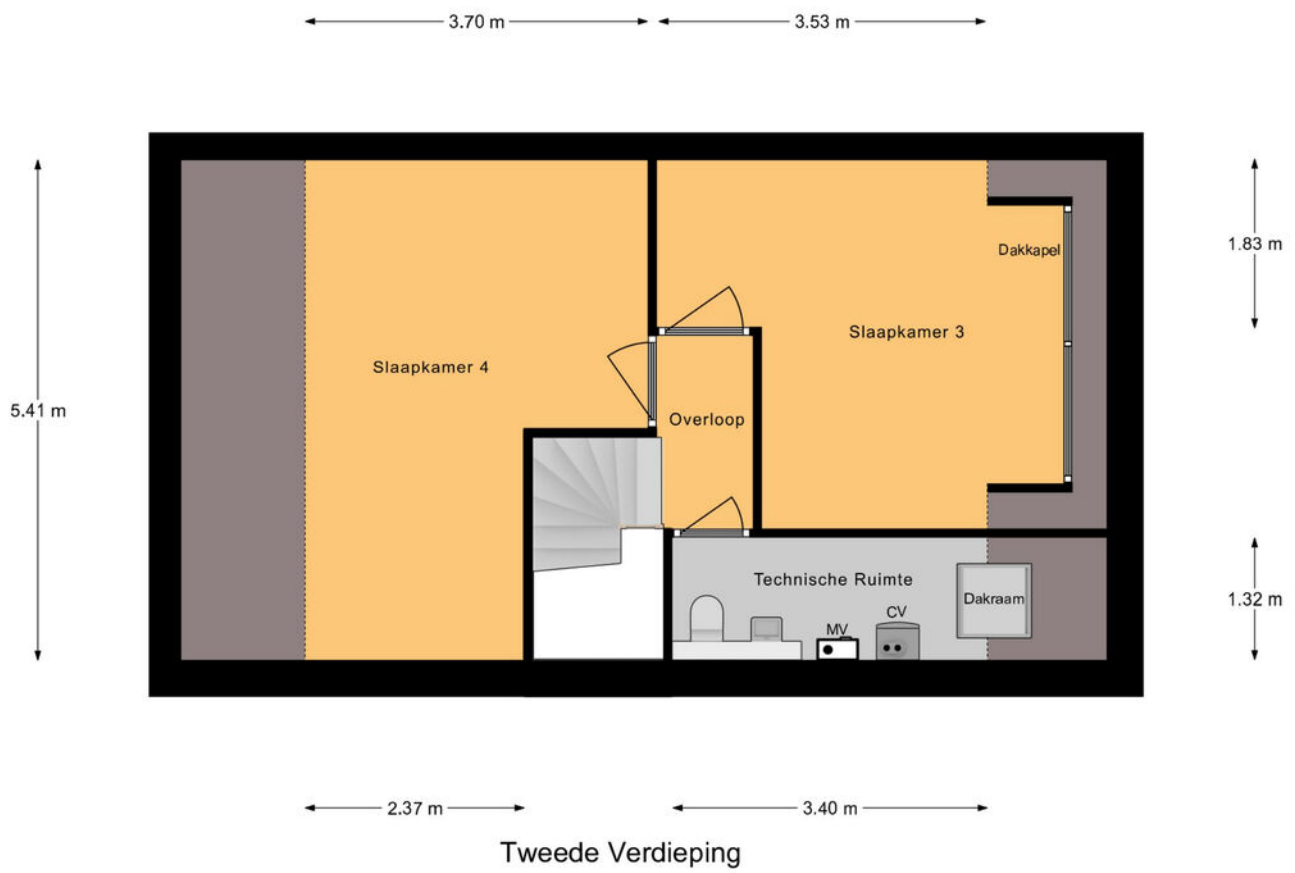 3.70 m
3.53 m
1.83 m
Dakkapel
Slaapkamer 3
Slaapkamer 4
5.41 m
Overloop
Technische Ruimte
Dakraam
1.32 m
CV
MV
2.37 m
3.40 m
Tweede Verdieping